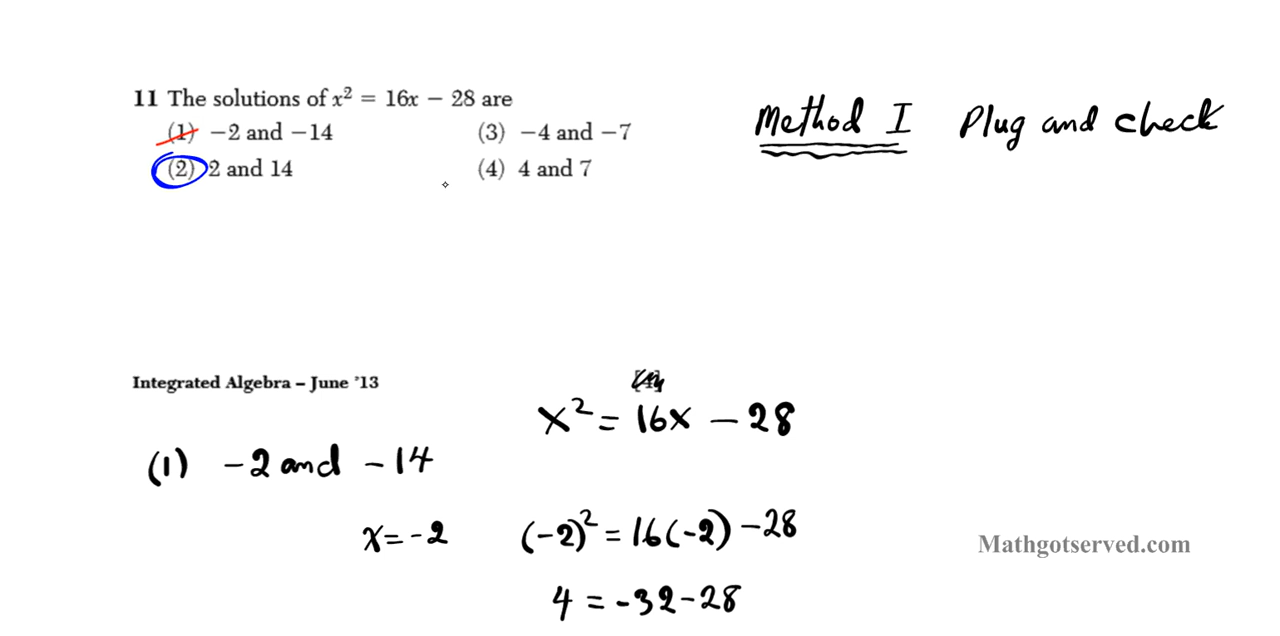 11 The solutions of x² = 16x − 28 are
(1) −2 and −14 (3) −4 and −7
(2) 2 and 14 (4) 4 and 7
Method I Plug and check
Integrated Algebra – June '13
x² = 16x − 28
(1) -2 and -14
x = -2 (-2)² = 16(-2) - 28
4 = -32 - 28
Mathgotserved.com